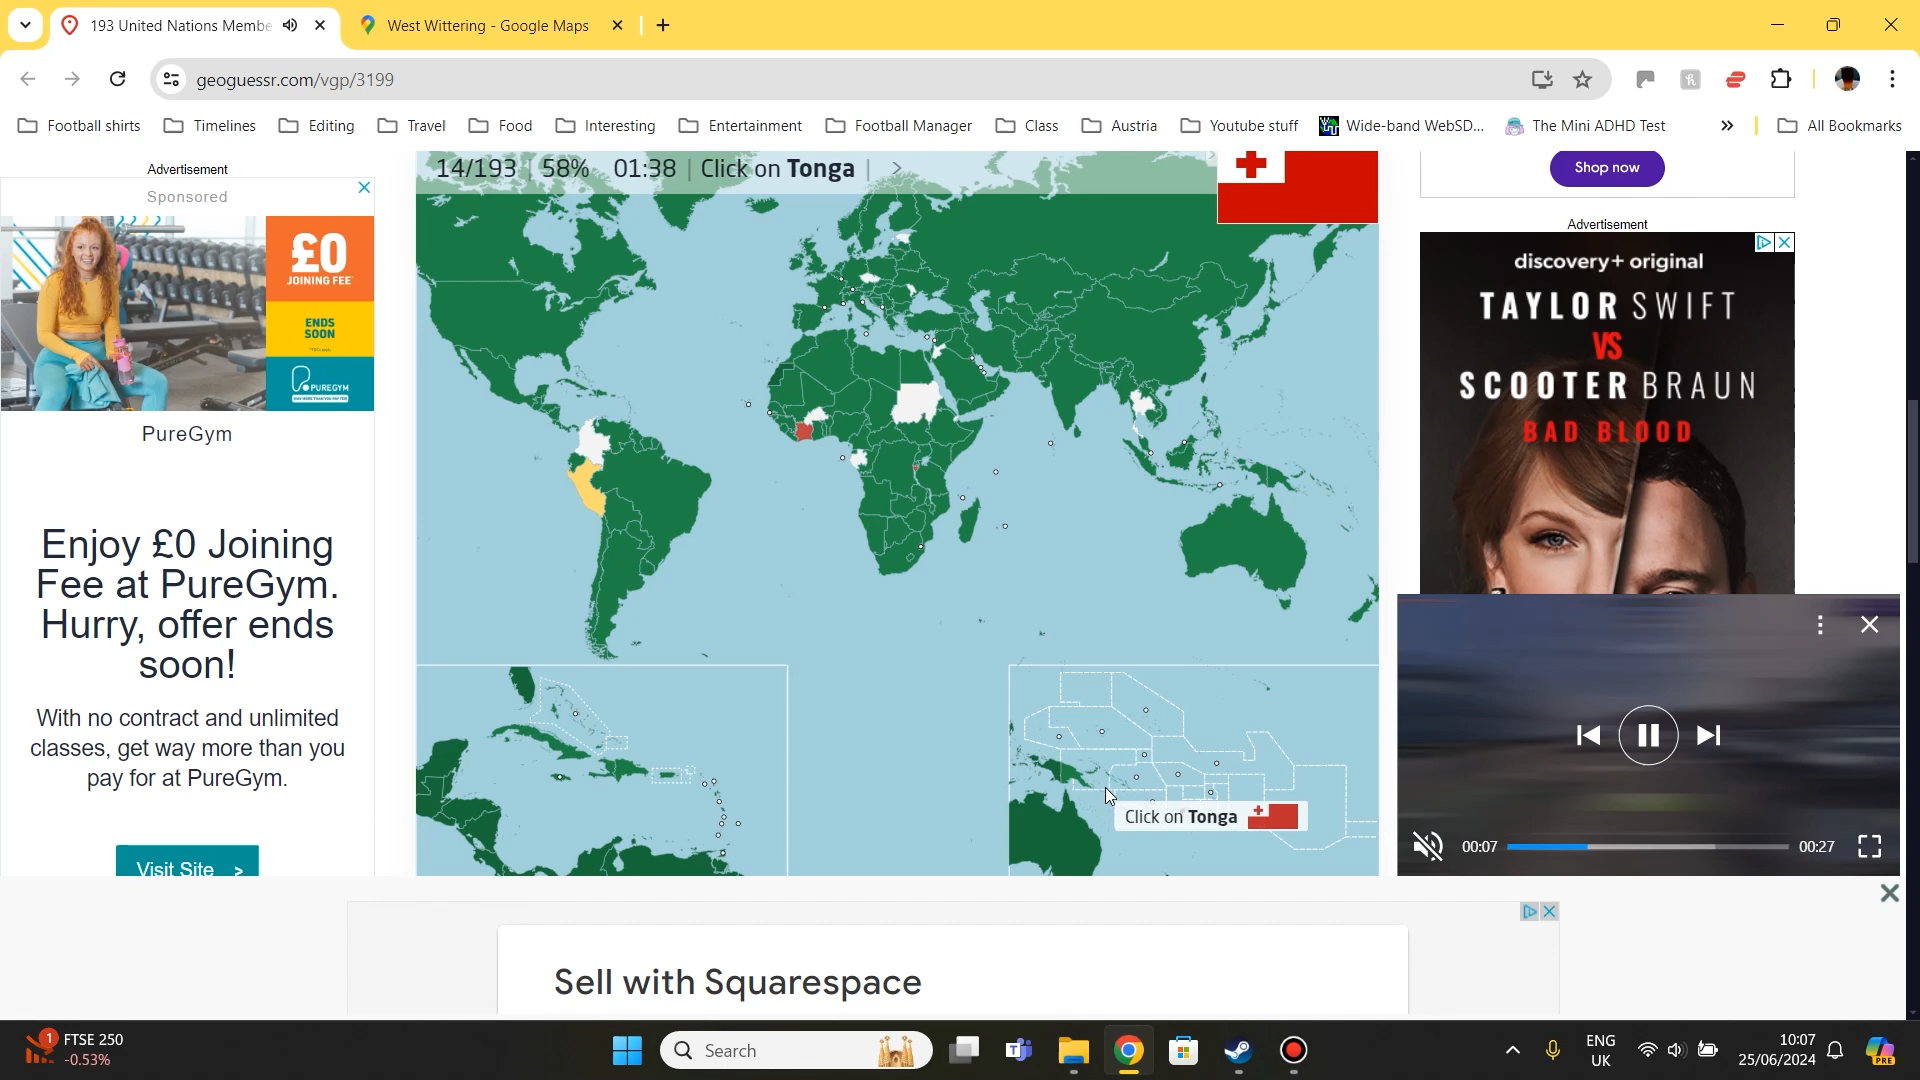 193 United Nations Membe
West Wittering - Google Maps
geoguessr.com/vgp/3199
Football shirts
Timelines
Editing
Travel
Food
Interesting
Entertainment
Football Manager
Class
Austria
Youtube stuff
Wide-band WebSD...
The Mini ADHD Test
All Bookmarks
Advertisement
Sponsored
£0
JOINING FEE
ENDS
SOON
PUREGYM
PureGym
Enjoy £0 Joining
Fee at PureGym.
Hurry, offer ends
soon!
With no contract and unlimited
classes, get way more than you
pay for at PureGym.
Visit Site >
14/193 | 58% 01:38 | Click on Tonga | >
Click on Tonga
Shop now
Advertisement
discovery+ original
TAYLOR SWIFT
VS
SCOOTER BRAUN
BAD BLOOD
00:07
00:27
Sell with Squarespace
1
FTSE 250
-0.53%
Search
ENG
UK
10:07
25/06/2024
PRE